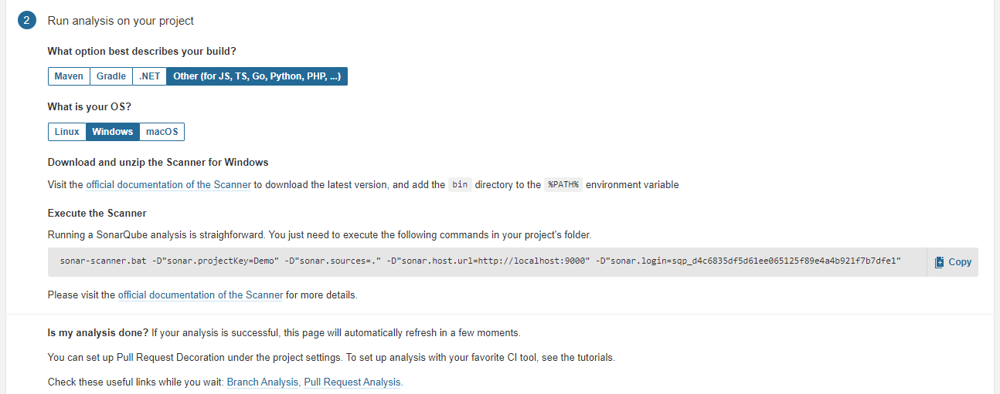 2 Run analysis on your project
What option best describes your build?
Maven Gradle .NET Other (for JS, TS, Go, Python, PHP, ...)
What is your OS?
Linux Windows macOS
Download and unzip the Scanner for Windows
Visit the official documentation of the Scanner to download the latest version, and add the bin directory to the %PATH% environment variable
Execute the Scanner
Running a SonarQube analysis is straighforward. You just need to execute the following commands in your project's folder.
sonar-scanner.bat -D"sonar.projectKey=Demo" -D"sonar.sources=." -D"sonar.host.url=http://localhost:9000" -D"sonar.login=sqp_d4c6835df5d61ee065125f89e4a4b921f7b7dfe1" Copy
Please visit the official documentation of the Scanner for more details.
Is my analysis done? If your analysis is successful, this page will automatically refresh in a few moments.
You can set up Pull Request Decoration under the project settings. To set up analysis with your favorite CI tool, see the tutorials.
Check these useful links while you wait: Branch Analysis, Pull Request Analysis.